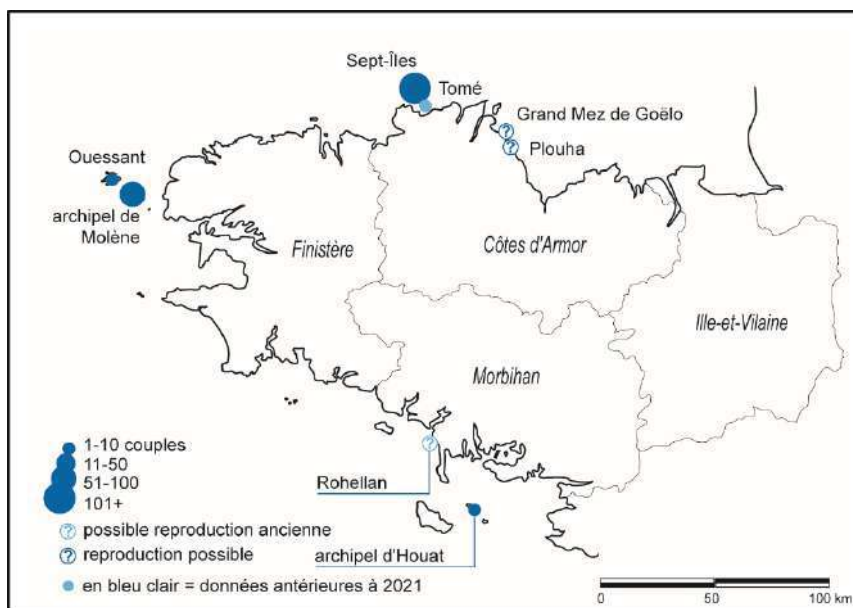 Sept-Îles
Tomé
Grand Mez de Goëlo
Plouha
Ouessant
archipel de
Molène
Finistère
Côtes d'Armor
Ille-et-Vilaine
Morbihan
1-10 couples
11-50
51-100
101+
Rohellan
? possible reproduction ancienne
? reproduction possible
archipel d'Houat
en bleu clair = données antérieures à 2021
0 50 100 km